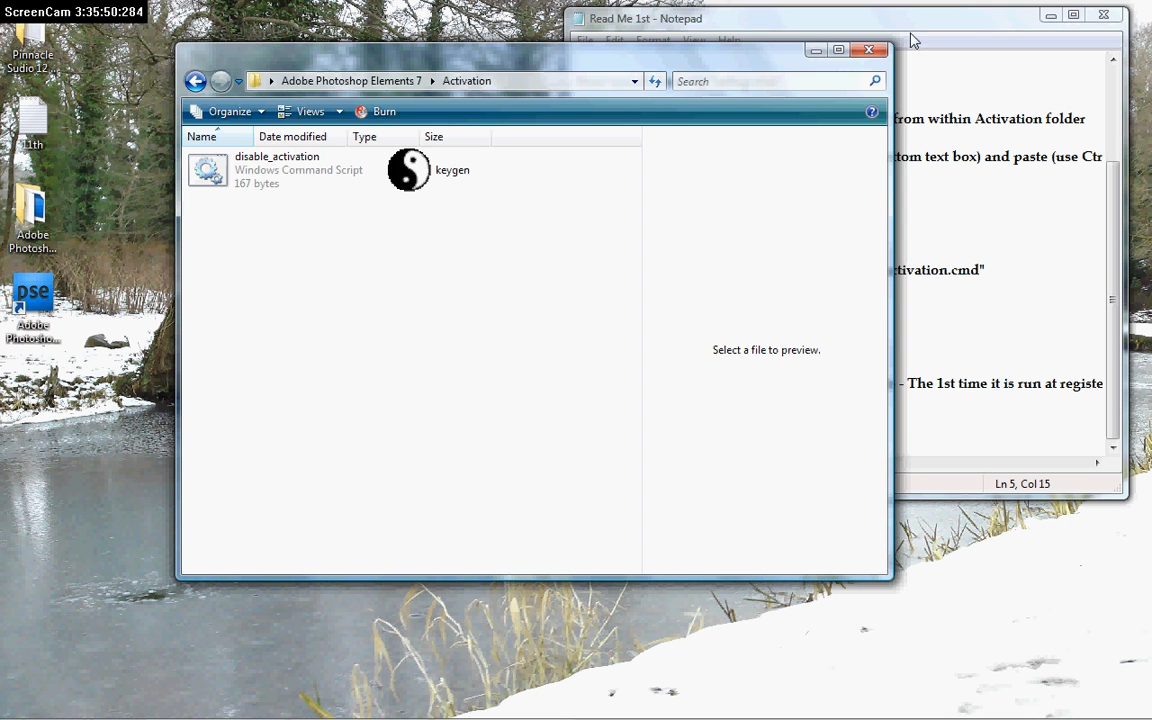 ScreenCam 3:35:50:284
Pinnacle
Sudio 12 ...
11th
Adobe
Photosh...
pse
Adobe
Photosho...
Read Me 1st - Notepad
File Edit Format View Help
from within Activation folder
tom text box) and paste (use Ctr
tivation.cmd"
- The 1st time it is run at registe
Ln 5, Col 15
Adobe Photoshop Elements 7 Activation
Search
Organize Views Burn
Name Date modified Type Size
disable_activation
Windows Command Script
167 bytes
keygen
Select a file to preview.